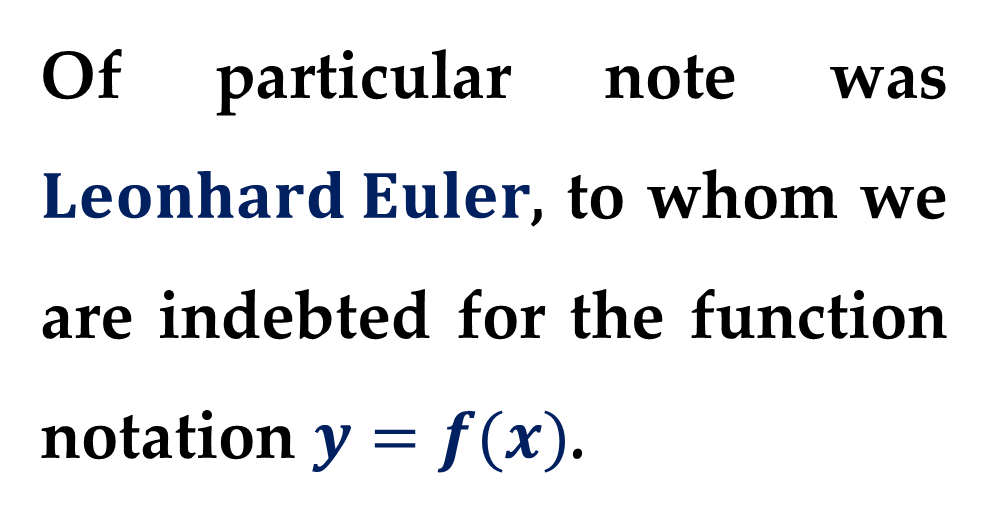 Of particular note was
Leonhard Euler, to whom we
are indebted for the function
notation y = f(x).